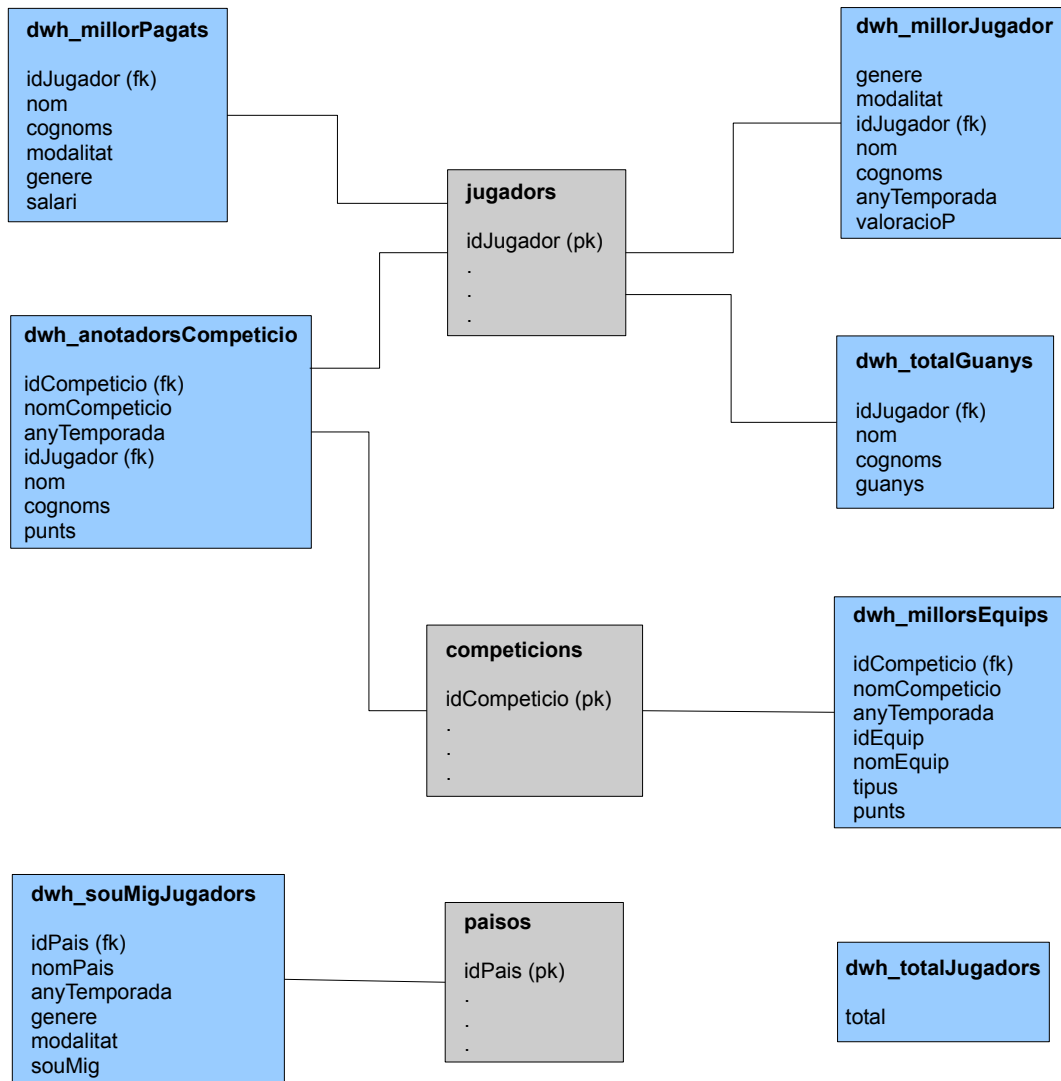 dwh_millorPagats
idJugador (fk)
nom
cognoms
modalitat
genere
salari
dwh_millorJugador
genere
modalitat
idJugador (fk)
nom
cognoms
anyTemporada
valoracioP
jugadors
idJugador (pk)
.
.
.
dwh_anotadorsCompeticio
idCompeticio (fk)
nomCompeticio
anyTemporada
idJugador (fk)
nom
cognoms
punts
dwh_totalGuanys
idJugador (fk)
nom
cognoms
guanys
competicions
idCompeticio (pk)
.
.
.
dwh_millorsEquips
idCompeticio (fk)
nomCompeticio
anyTemporada
idEquip
nomEquip
tipus
punts
dwh_souMigJugadors
idPais (fk)
nomPais
anyTemporada
genere
modalitat
souMig
paisos
idPais (pk)
.
.
.
dwh_totalJugadors
total